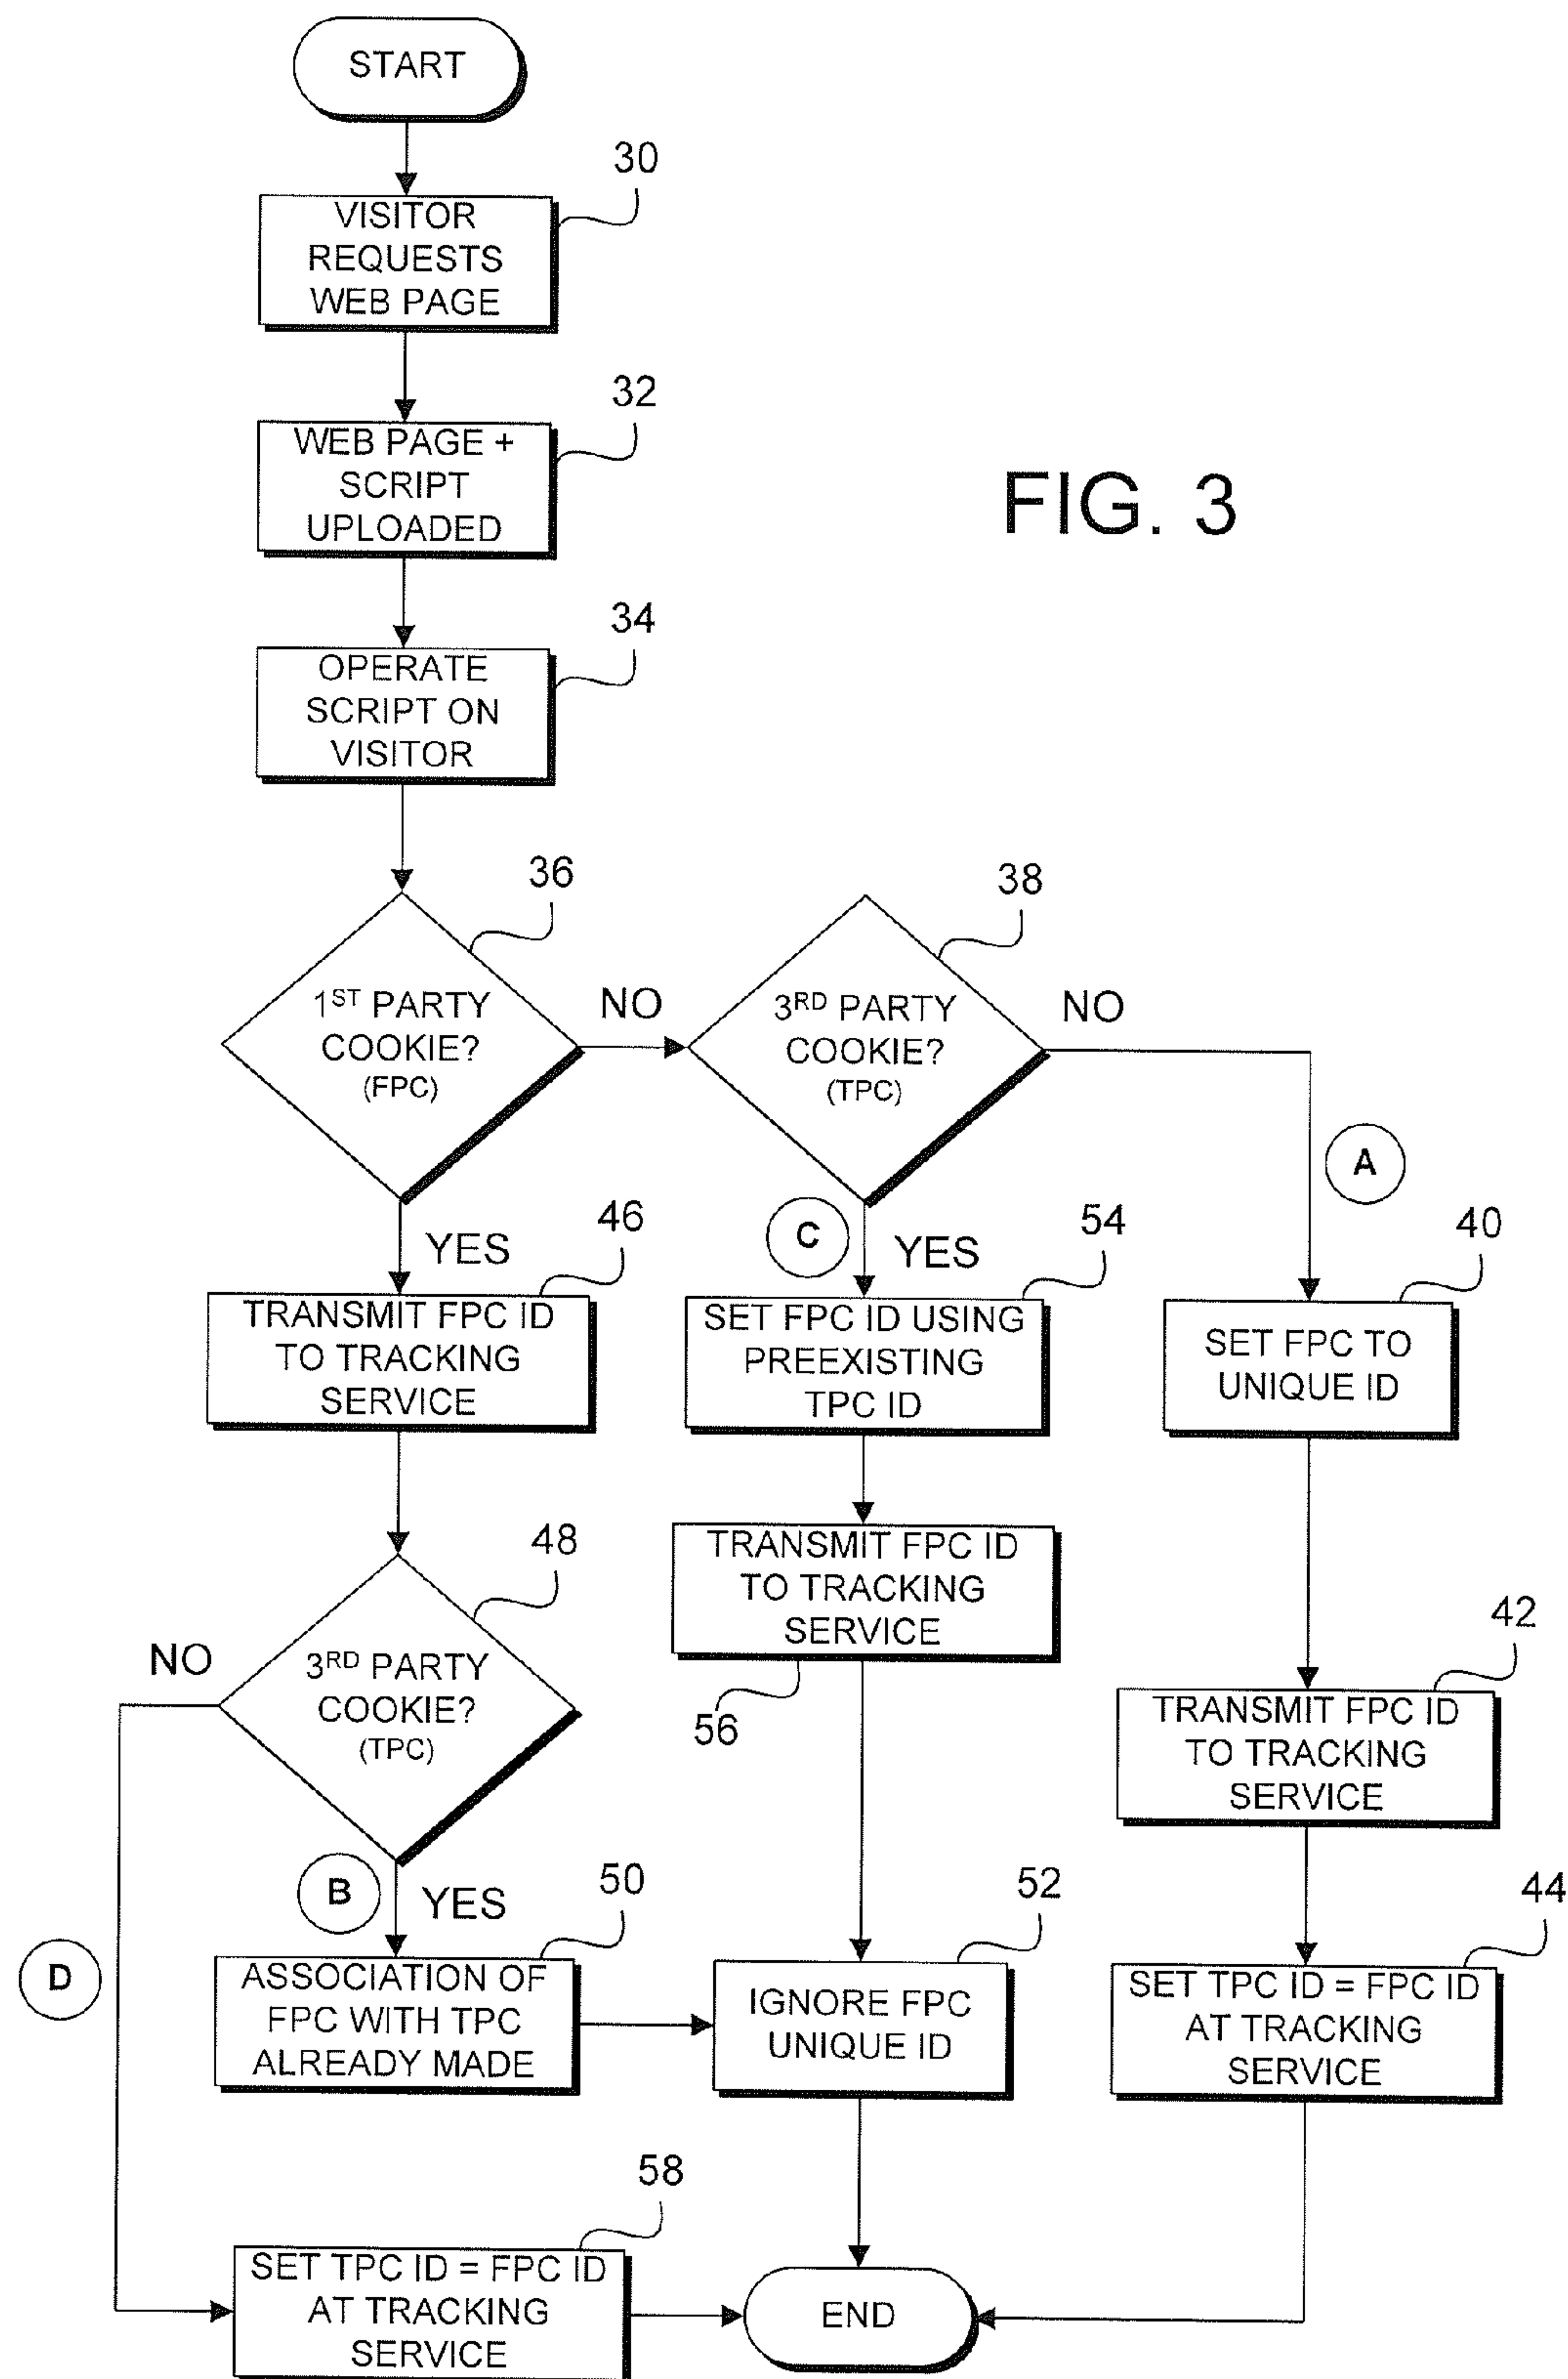 START
30
VISITOR
REQUESTS
WEB PAGE
32
WEB PAGE +
SCRIPT
UPLOADED
FIG. 3
34
OPERATE
SCRIPT ON
VISITOR
36
1ST PARTY
COOKIE?
(FPC)
NO
38
3RD PARTY
COOKIE?
(TPC)
NO
A
YES
46
TRANSMIT FPC ID
TO TRACKING
SERVICE
C
YES
54
SET FPC ID USING
PREEXISTING
TPC ID
40
SET FPC TO
UNIQUE ID
48
3RD PARTY
COOKIE?
(TPC)
NO
TRANSMIT FPC ID
TO TRACKING
SERVICE
56
42
TRANSMIT FPC ID
TO TRACKING
SERVICE
B
YES
D
50
ASSOCIATION OF
FPC WITH TPC
ALREADY MADE
52
IGNORE FPC
UNIQUE ID
44
SET TPC ID = FPC ID
AT TRACKING
SERVICE
58
SET TPC ID = FPC ID
AT TRACKING
SERVICE
END